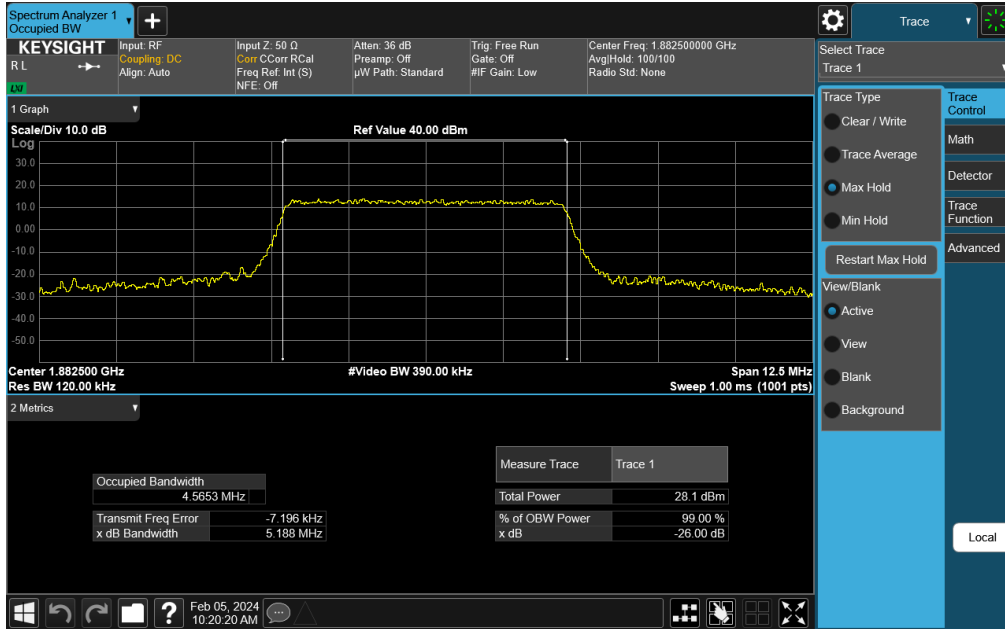 Spectrum Analyzer 1
Occupied BW
+
Trace
KEYSIGHT
R L
LXI
Input: RF
Coupling: DC
Align: Auto
Input Z: 50 Ω
Corr CCorr RCal
Freq Ref: Int (S)
NFE: Off
Atten: 36 dB
Preamp: Off
µW Path: Standard
Trig: Free Run
Gate: Off
#IF Gain: Low
Center Freq: 1.882500000 GHz
Avg|Hold: 100/100
Radio Std: None
Select Trace
Trace 1
1 Graph
Scale/Div 10.0 dB
Ref Value 40.00 dBm
Log
30.0
20.0
10.0
0.00
-10.0
-20.0
-30.0
-40.0
-50.0
Center 1.882500 GHz
#Video BW 390.00 kHz
Span 12.5 MHz
Res BW 120.00 kHz
Sweep 1.00 ms (1001 pts)
2 Metrics
Occupied Bandwidth
4.5653 MHz
Transmit Freq Error -7.196 kHz
x dB Bandwidth 5.188 MHz
Measure Trace Trace 1
Total Power 28.1 dBm
% of OBW Power 99.00 %
x dB -26.00 dB
Trace Type
Clear / Write
Trace Average
Max Hold
Min Hold
Restart Max Hold
View/Blank
Active
View
Blank
Background
Trace
Control
Math
Detector
Trace
Function
Advanced
Local
?
Feb 05, 2024
10:20:20 AM